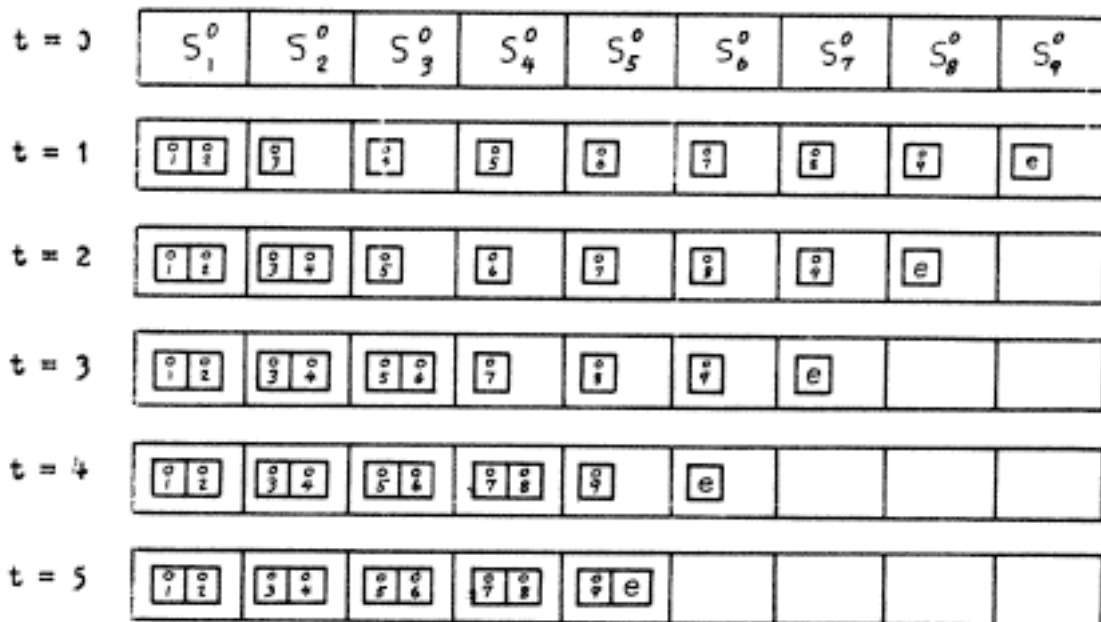 t = 0 S₁⁰ S₂⁰ S₃⁰ S₄⁰ S₅⁰ S₆⁰ S₇⁰ S₈⁰ S₉⁰
t = 1 ⁰₁ ⁰₂ ⁰₃ ⁰₄ ⁰₅ ⁰₆ ⁰₇ ⁰₈ ⁰₉ e
t = 2 ⁰₁ ⁰₂ ⁰₃ ⁰₄ ⁰₅ ⁰₆ ⁰₇ ⁰₈ ⁰₉ e
t = 3 ⁰₁ ⁰₂ ⁰₃ ⁰₄ ⁰₅ ⁰₆ ⁰₇ ⁰₈ ⁰₉ e
t = 4 ⁰₁ ⁰₂ ⁰₃ ⁰₄ ⁰₅ ⁰₆ ⁰₇ ⁰₈ ⁰₉ e
t = 5 ⁰₁ ⁰₂ ⁰₃ ⁰₄ ⁰₅ ⁰₆ ⁰₇ ⁰₈ ⁰₉ e